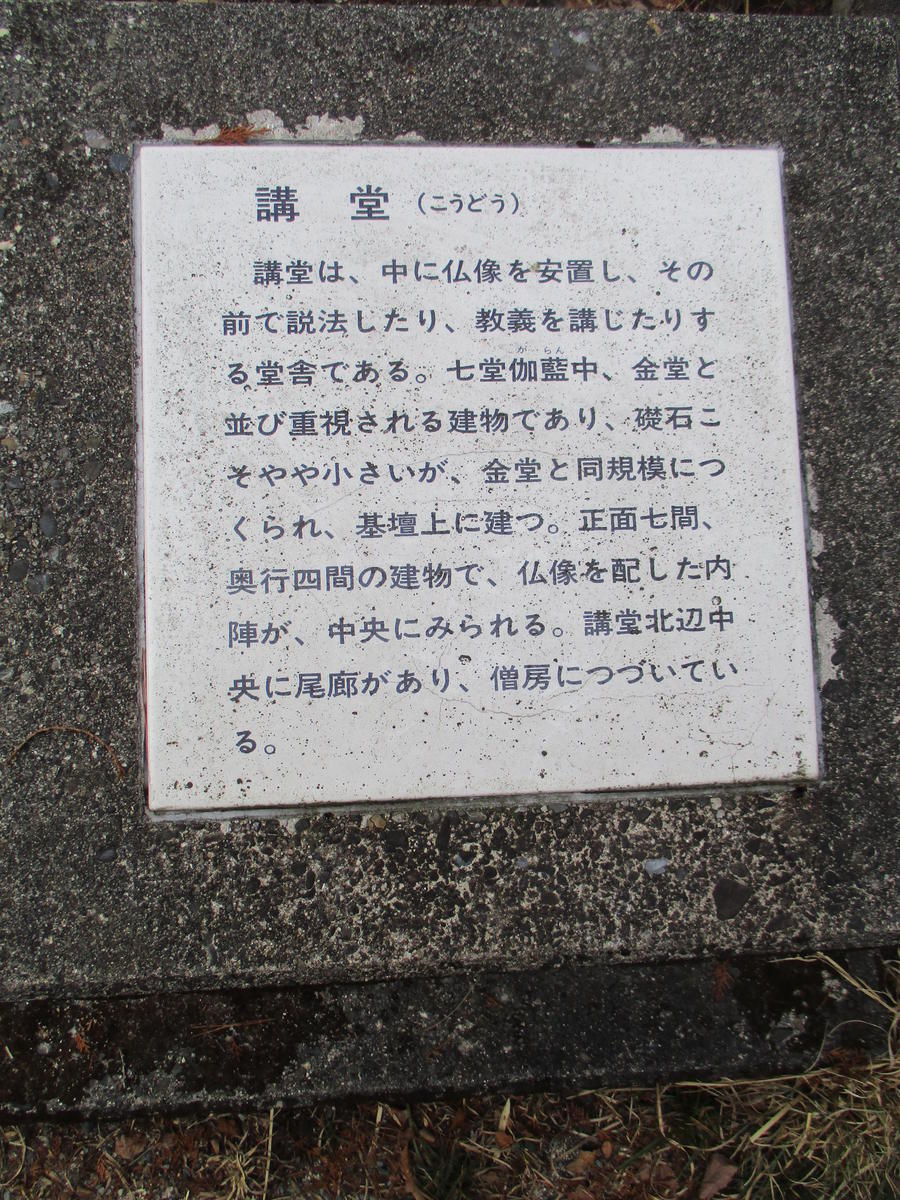 講 堂 (こうどう)
講堂は、中に仏像を安置し、その
前で説法したり、教義を講じたりす
る堂舎である。七堂伽藍中、金堂と
並び重視される建物であり、礎石こ
そやや小さいが、金堂と同規模につ
くられ、基壇上に建つ。正面七間、
奥行四間の建物で、仏像を配した内
陣が、中央にみられる。講堂北辺中
央に尾廊があり、僧房につづいてい
る。